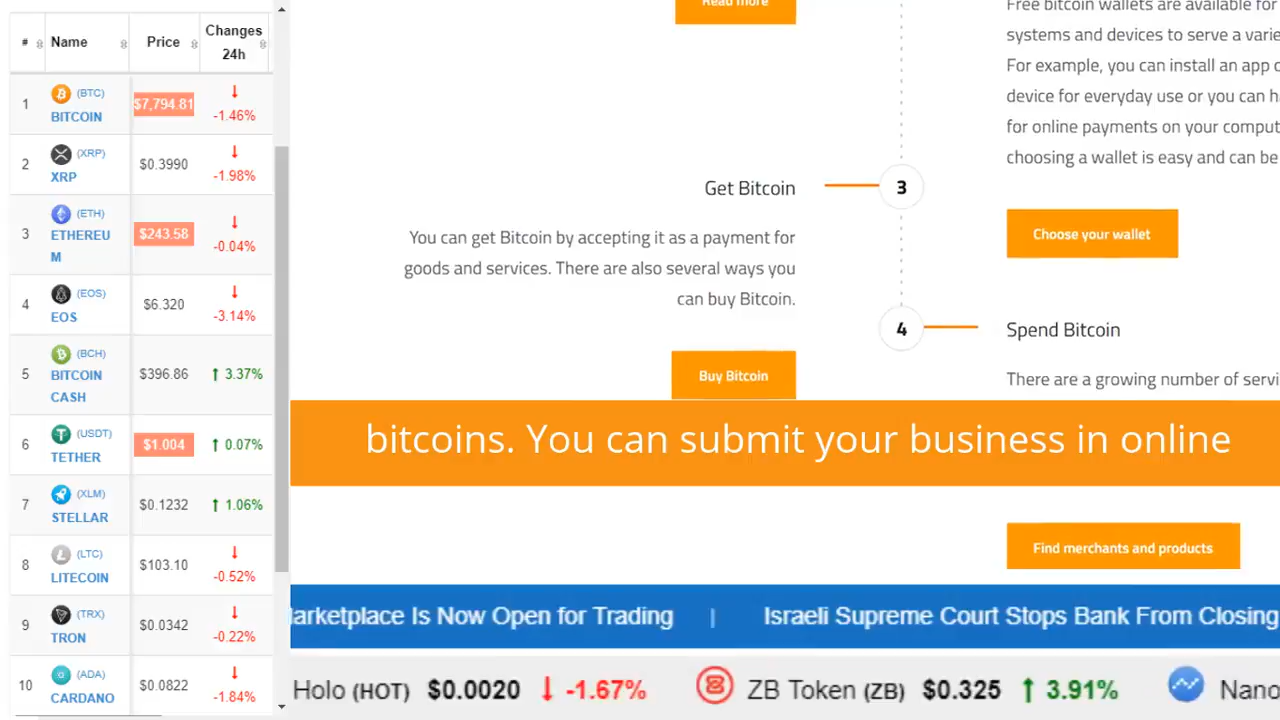 # Name Price Changes 24h
1 (BTC) BITCOIN $7,794.81 ↓ -1.46%
2 (XRP) XRP $0.3990 ↓ -1.98%
3 (ETH) ETHEREUM $243.58 ↓ -0.04%
4 (EOS) EOS $6.320 ↓ -3.14%
5 (BCH) BITCOIN CASH $396.86 ↑ 3.37%
6 (USDT) TETHER $1.004 ↑ 0.07%
7 (XLM) STELLAR $0.1232 ↑ 1.06%
8 (LTC) LITECOIN $103.10 ↓ -0.52%
9 (TRX) TRON $0.0342 ↓ -0.22%
10 (ADA) CARDANO $0.0822 ↓ -1.84%
Read more
Free bitcoin wallets are available for
systems and devices to serve a varie
For example, you can install an app o
device for everyday use or you can h
for online payments on your comput
choosing a wallet is easy and can be
Choose your wallet
Get Bitcoin
3
You can get Bitcoin by accepting it as a payment for
goods and services. There are also several ways you
can buy Bitcoin.
Buy Bitcoin
4
Spend Bitcoin
There are a growing number of servi
bitcoins. You can submit your business in online
Find merchants and products
arketplace Is Now Open for Trading | Israeli Supreme Court Stops Bank From Closing
Holo (HOT) $0.0020 ↓ -1.67% ZB Token (ZB) $0.325 ↑ 3.91% Nano